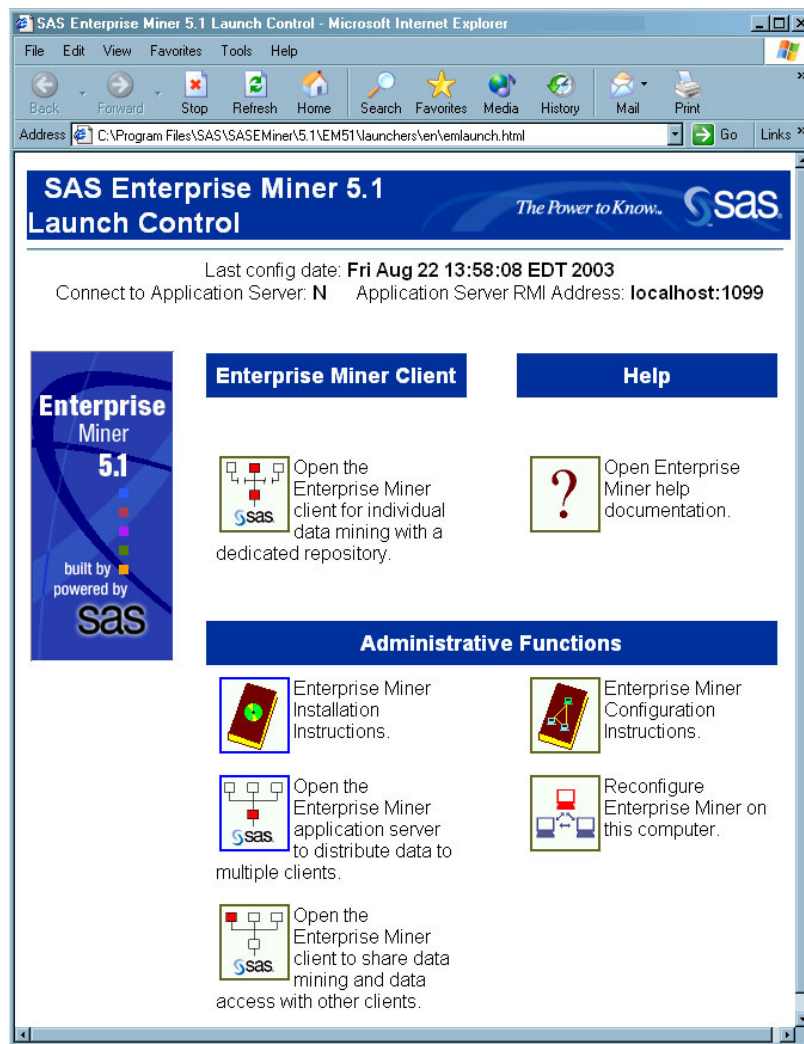 SAS Enterprise Miner 5.1 Launch Control - Microsoft Internet Explorer
File Edit View Favorites Tools Help
Back Forward Stop Refresh Home Search Favorites Media History Mail Print »
Address C:\Program Files\SAS\SASEMiner\5.1\EM51\launchers\en\emlaunch.html Go Links »
SAS Enterprise Miner 5.1
Launch Control
The Power to Know™
sas
Last config date: Fri Aug 22 13:58:08 EDT 2003
Connect to Application Server: N Application Server RMI Address: localhost:1099
Enterprise
Miner
5.1
built by
powered by
sas
Enterprise Miner Client
sas
Open the
Enterprise Miner
client for individual
data mining with a
dedicated repository.
Help
?
Open Enterprise
Miner help
documentation.
Administrative Functions
Enterprise Miner
Installation
Instructions.
Enterprise Miner
Configuration
Instructions.
sas
Open the
Enterprise Miner
application server
to distribute data to
multiple clients.
Reconfigure
Enterprise Miner on
this computer.
sas
Open the
Enterprise Miner
client to share data
mining and data
access with other clients.